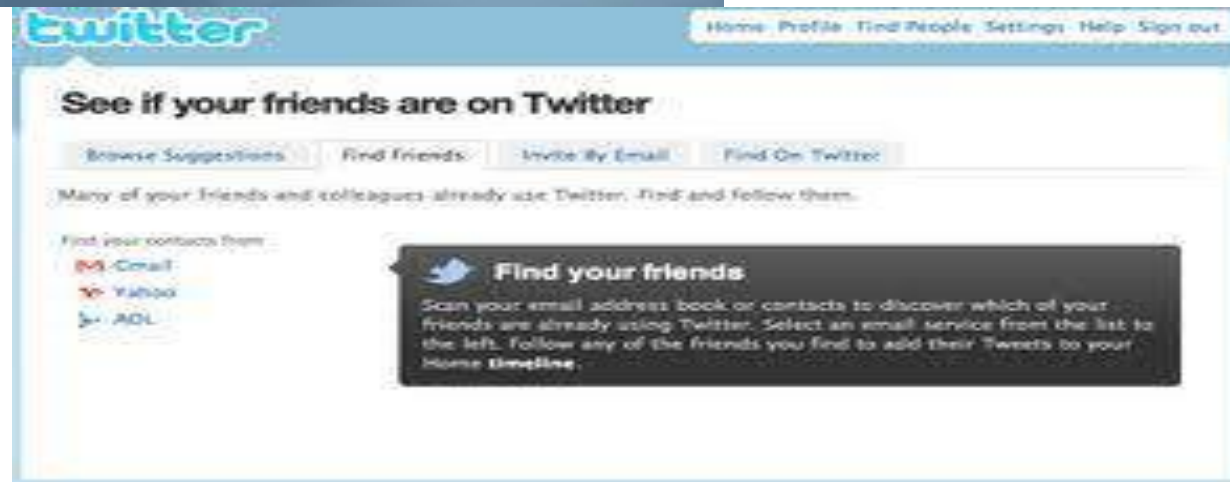 twitter
Home Profile Find People Settings Help Sign out
See if your friends are on Twitter
Browse Suggestions Find Friends Invite By Email Find On Twitter
Many of your friends and colleagues already use Twitter. Find and follow them.
Find your contacts from
Gmail
Yahoo
AOL
Find your friends
Scan your email address book or contacts to discover which of your
friends are already using Twitter. Select an email service from the list to
the left. Follow any of the friends you find to add their Tweets to your
Home timeline.